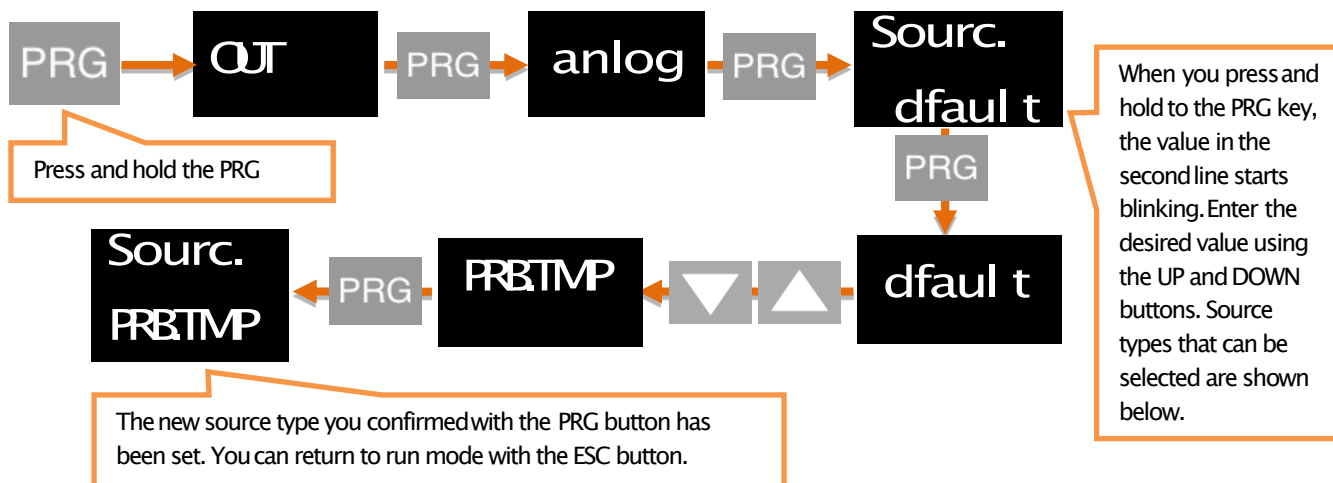 PRG
OUT
PRG
anlog
PRG
Sourc.
dfaul t
Press and hold the PRG
When you press and
hold to the PRG key,
the value in the
second line starts
blinking. Enter the
desired value using
the UP and DOWN
buttons. Source
types that can be
selected are shown
below.
PRG
dfaul t
PRB.TMP
PRG
Sourc.
PRB.TMP
The new source type you confirmed with the PRG button has
been set. You can return to run mode with the ESC button.